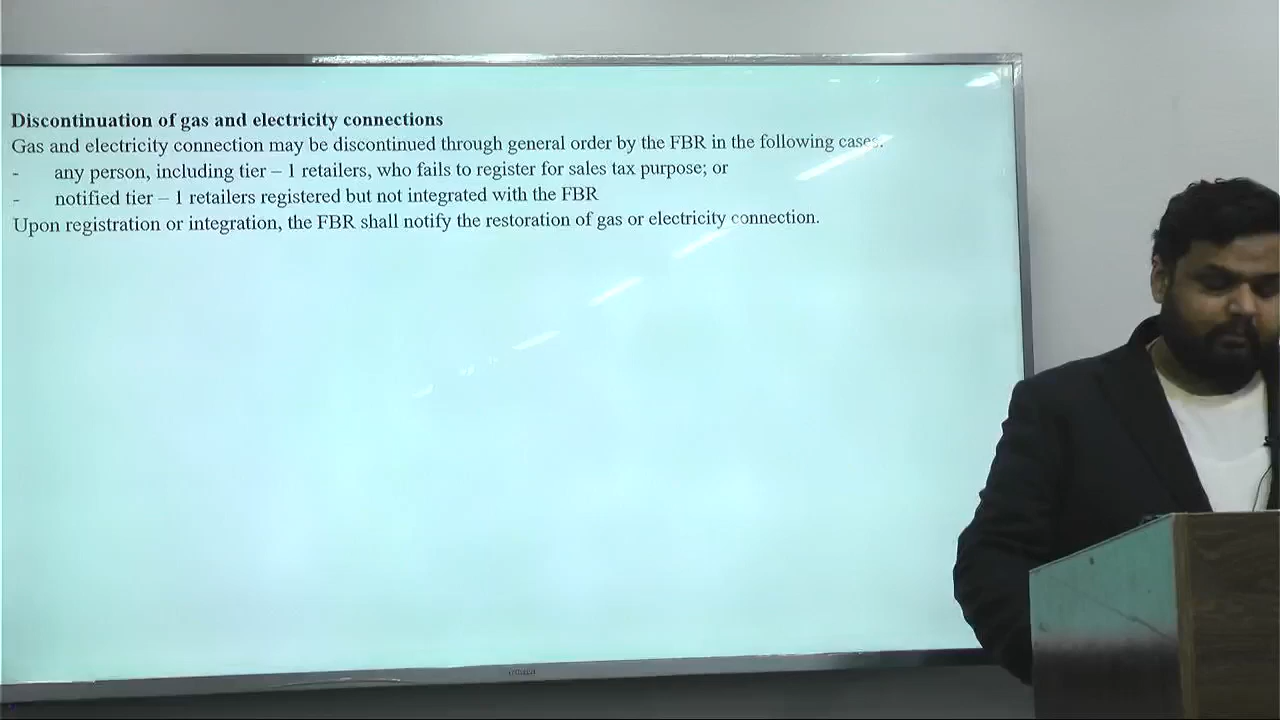 Discontinuation of gas and electricity connections
Gas and electricity connection may be discontinued through general order by the FBR in the following cases.
- any person, including tier – 1 retailers, who fails to register for sales tax purpose; or
- notified tier – 1 retailers registered but not integrated with the FBR
Upon registration or integration, the FBR shall notify the restoration of gas or electricity connection.